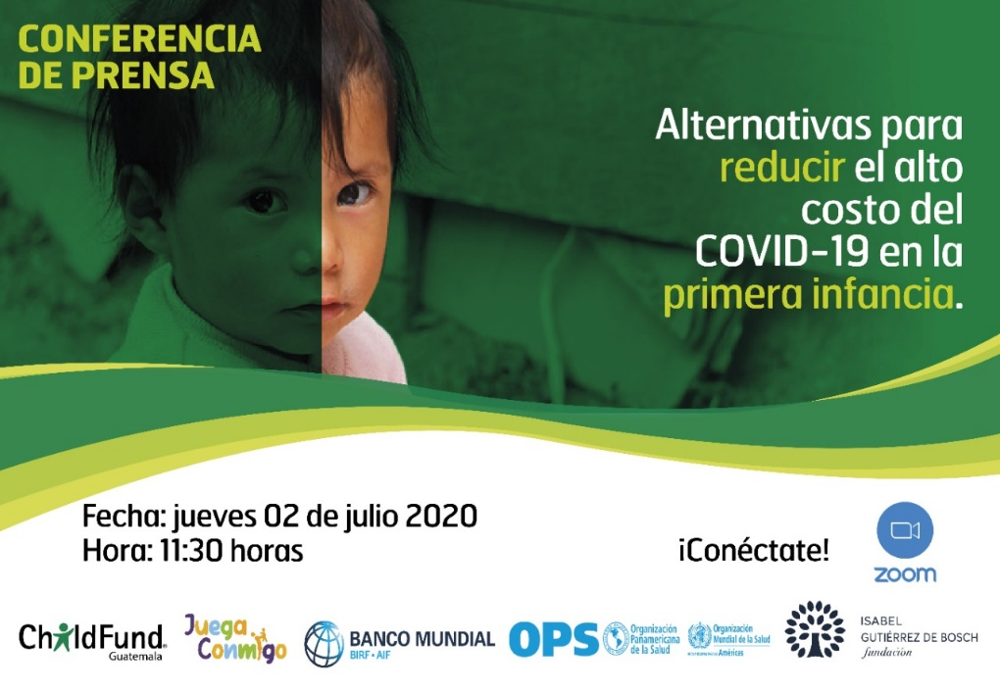 CONFERENCIA
DE PRENSA
Alternativas para
reducir el alto
costo del
COVID-19 en la
primera infancia.
Fecha: jueves 02 de julio 2020
Hora: 11:30 horas
¡Conéctate!
zoom
ChildFund
Guatemala
Juega
Conmigo
BANCO MUNDIAL
BIRF • AIF
OPS
Organización
Panamericana
de la Salud
Organización
Mundial de la Salud
Américas
ISABEL
GUTIÉRREZ DE BOSCH
fundación